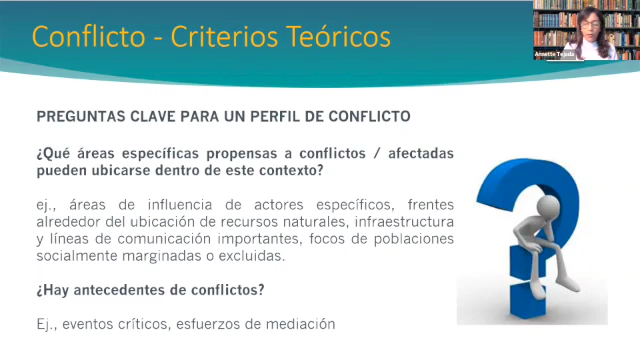 Conflicto - Criterios Teóricos
Arnette Tejada
PREGUNTAS CLAVE PARA UN PERFIL DE CONFLICTO
¿Qué áreas específicas propensas a conflictos / afectadas
pueden ubicarse dentro de este contexto?
ej., áreas de influencia de actores específicos, frentes
alrededor del ubicación de recursos naturales, infraestructura
y líneas de comunicación importantes, focos de poblaciones
socialmente marginadas o excluidas.
¿Hay antecedentes de conflictos?
Ej., eventos críticos, esfuerzos de mediación